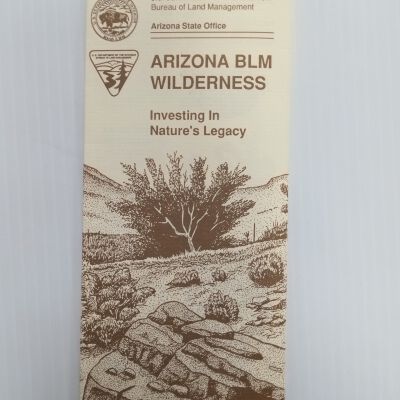 Bureau of Land Management
Arizona State Office
ARIZONA BLM
WILDERNESS
Investing In
Nature's Legacy